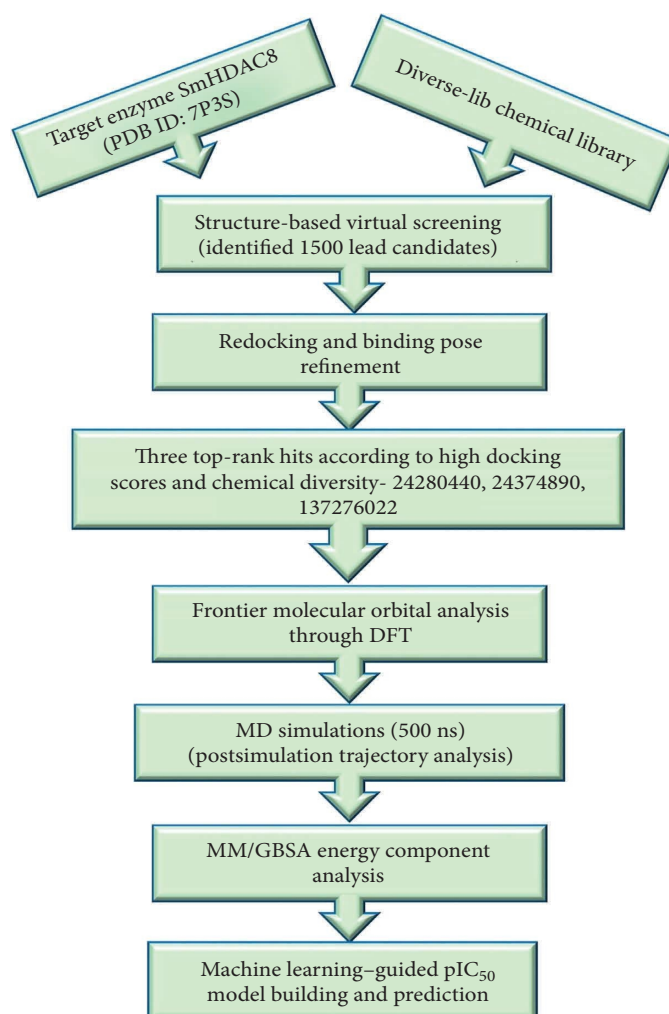 Target enzyme SmHDAC8
(PDB ID: 7P3S)
Diverse-lib chemical library
Structure-based virtual screening
(identified 1500 lead candidates)
Redocking and binding pose
refinement
Three top-rank hits according to high docking
scores and chemical diversity- 24280440, 24374890,
137276022
Frontier molecular orbital analysis
through DFT
MD simulations (500 ns)
(postsimulation trajectory analysis)
MM/GBSA energy component
analysis
Machine learning–guided pIC₅₀
model building and prediction